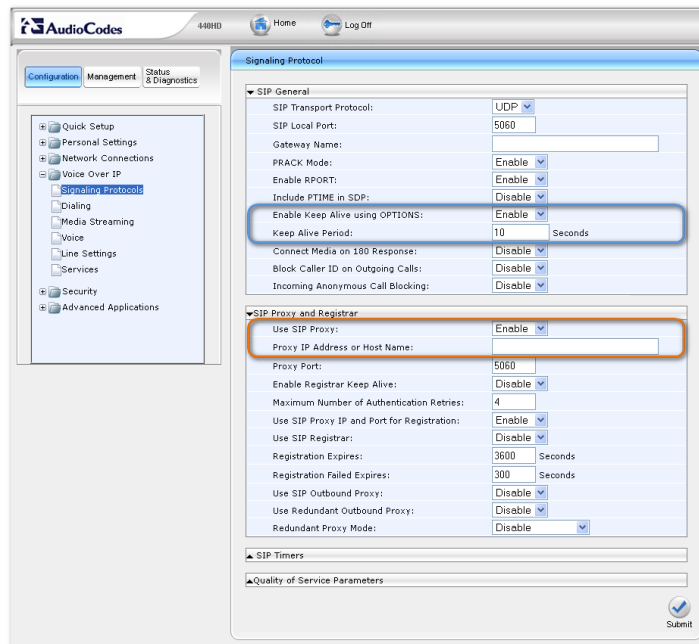 AudioCodes
440HD
Home
Log Off
Configuration
Management
Status
& Diagnostics
Quick Setup
Personal Settings
Network Connections
Voice Over IP
Signaling Protocols
Dialing
Media Streaming
Voice
Line Settings
Services
Security
Advanced Applications
Signaling Protocol
SIP General
SIP Transport Protocol: UDP
SIP Local Port: 5060
Gateway Name:
PRACK Mode: Enable
Enable RPORT: Enable
Include PTIME in SDP: Disable
Enable Keep Alive using OPTIONS: Enable
Keep Alive Period: 10 Seconds
Connect Media on 180 Response: Disable
Block Caller ID on Outgoing Calls: Disable
Incoming Anonymous Call Blocking: Disable
SIP Proxy and Registrar
Use SIP Proxy: Enable
Proxy IP Address or Host Name:
Proxy Port: 5060
Enable Registrar Keep Alive: Disable
Maximum Number of Authentication Retries: 4
Use SIP Proxy IP and Port for Registration: Enable
Use SIP Registrar: Disable
Registration Expires: 3600 Seconds
Registration Failed Expires: 300 Seconds
Use SIP Outbound Proxy: Disable
Use Redundant Outbound Proxy: Disable
Redundant Proxy Mode: Disable
SIP Timers
Quality of Service Parameters
Submit